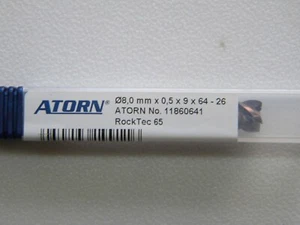 ATORN®
Ø8,0 mm x 0,5 x 9 x 64 - 26
ATORN No. 11860641
RockTec 65